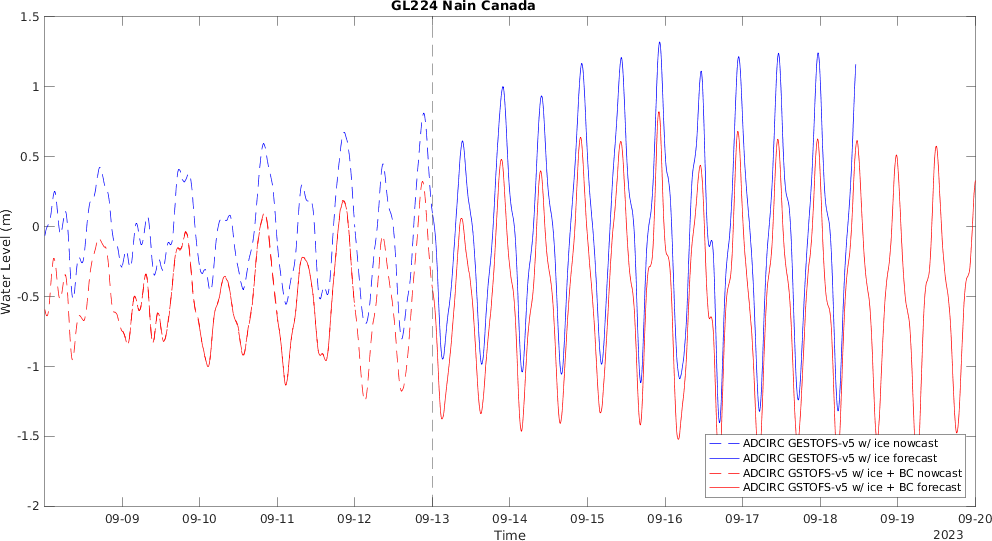 GL224 Nain Canada
1.5
1
0.5
0
-0.5
-1
-1.5
-2
Water Level (m)
ADCIRC GESTOFS-v5 w/ ice nowcast
ADCIRC GESTOFS-v5 w/ ice forecast
ADCIRC GSTOFS-v5 w/ ice + BC nowcast
ADCIRC GSTOFS-v5 w/ ice + BC forecast
09-09 09-10 09-11 09-12 09-13 09-14 09-15 09-16 09-17 09-18 09-19 09-20
Time
2023